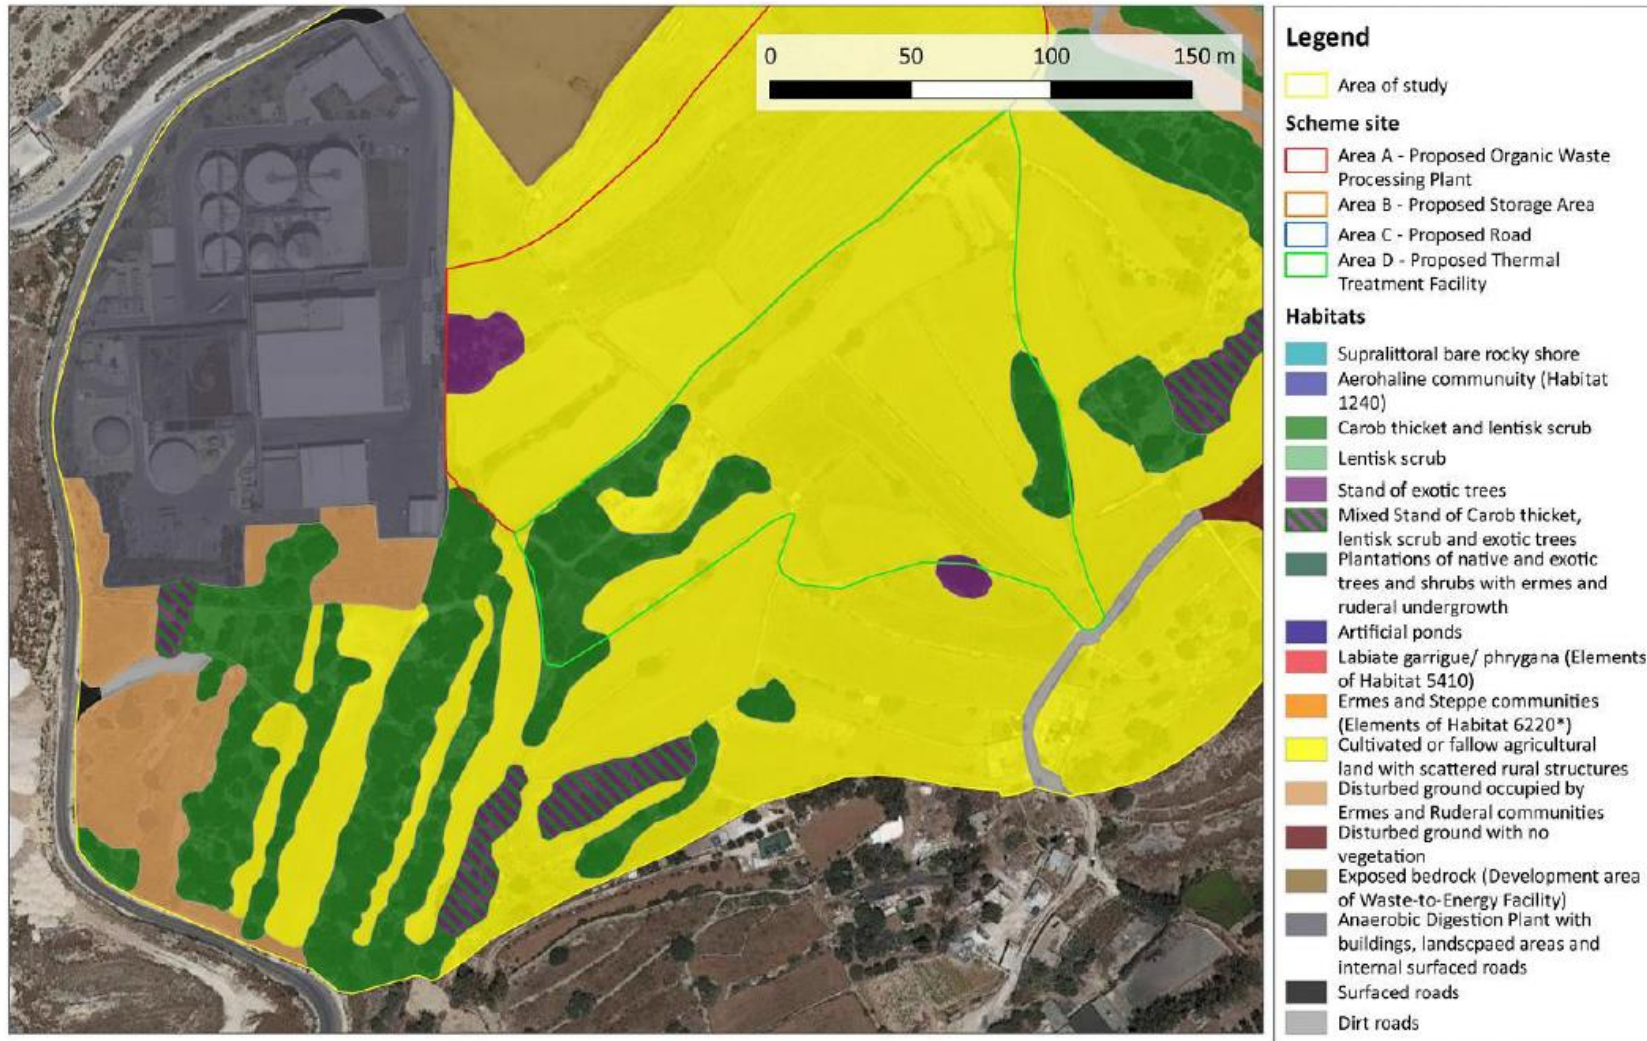 0 50 100 150 m
Legend
Area of study
Scheme site
Area A - Proposed Organic Waste
Processing Plant
Area B - Proposed Storage Area
Area C - Proposed Road
Area D - Proposed Thermal
Treatment Facility
Habitats
Supralittoral bare rocky shore
Aerohaline communuity (Habitat
1240)
Carob thicket and lentisk scrub
Lentisk scrub
Stand of exotic trees
Mixed Stand of Carob thicket,
lentisk scrub and exotic trees
Plantations of native and exotic
trees and shrubs with ermes and
ruderal undergrowth
Artificial ponds
Labiate garrigue/ phrygana (Elements
of Habitat 5410)
Ermes and Steppe communities
(Elements of Habitat 6220*)
Cultivated or fallow agricultural
land with scattered rural structures
Disturbed ground occupied by
Ermes and Ruderal communities
Disturbed ground with no
vegetation
Exposed bedrock (Development area
of Waste-to-Energy Facility)
Anaerobic Digestion Plant with
buildings, landscpaed areas and
internal surfaced roads
Surfaced roads
Dirt roads